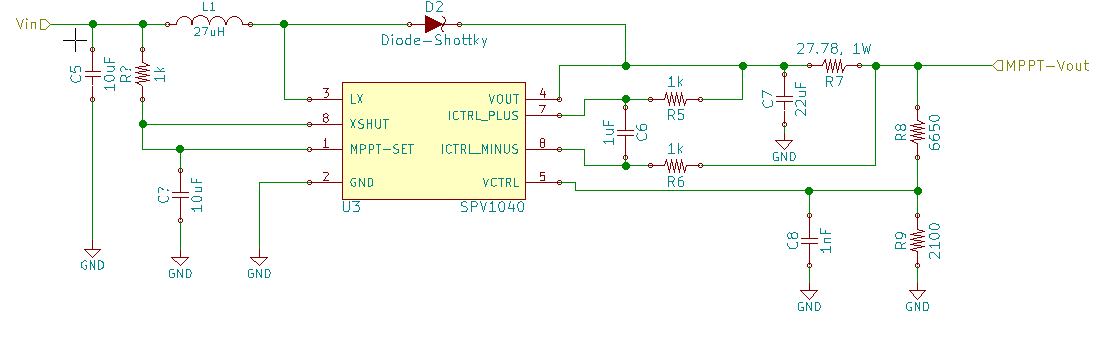 Vin
L1
27uH
D2
Diode-Shottky
C5
10uF
R?
1k
C?
10uF
GND
GND
GND
3
8
1
2
LX
XSHUT
MPPT-SET
GND
VOUT
ICTRL_PLUS
ICTRL_MINUS
VCTRL
4
7
8
5
U3
SPV1040
1uF
C6
1k
R5
1k
R6
C7
22uF
GND
27.78, 1W
R7
MPPT-Vout
R8
6650
C8
1nF
GND
R9
2100
GND